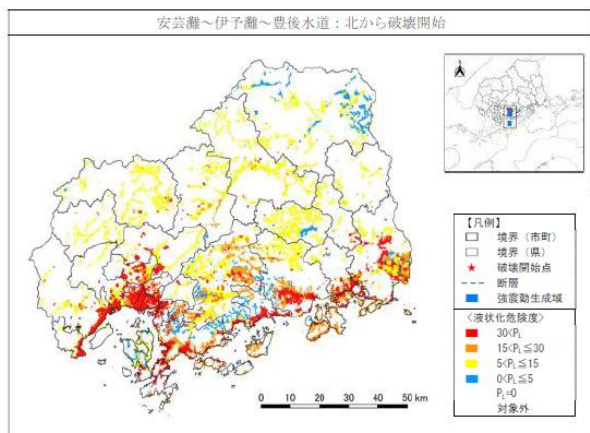 安芸灘~伊予灘~豊後水道：北から破壊開始
【凡例】
境界（市町）
境界（県）
破壊開始点
断層
強震動生成域
<液状化危険度>
30<PL
15<PL≦30
5<PL≦15
0<PL≦5
PL=0
対象外
0 10 20 30 40 50 km